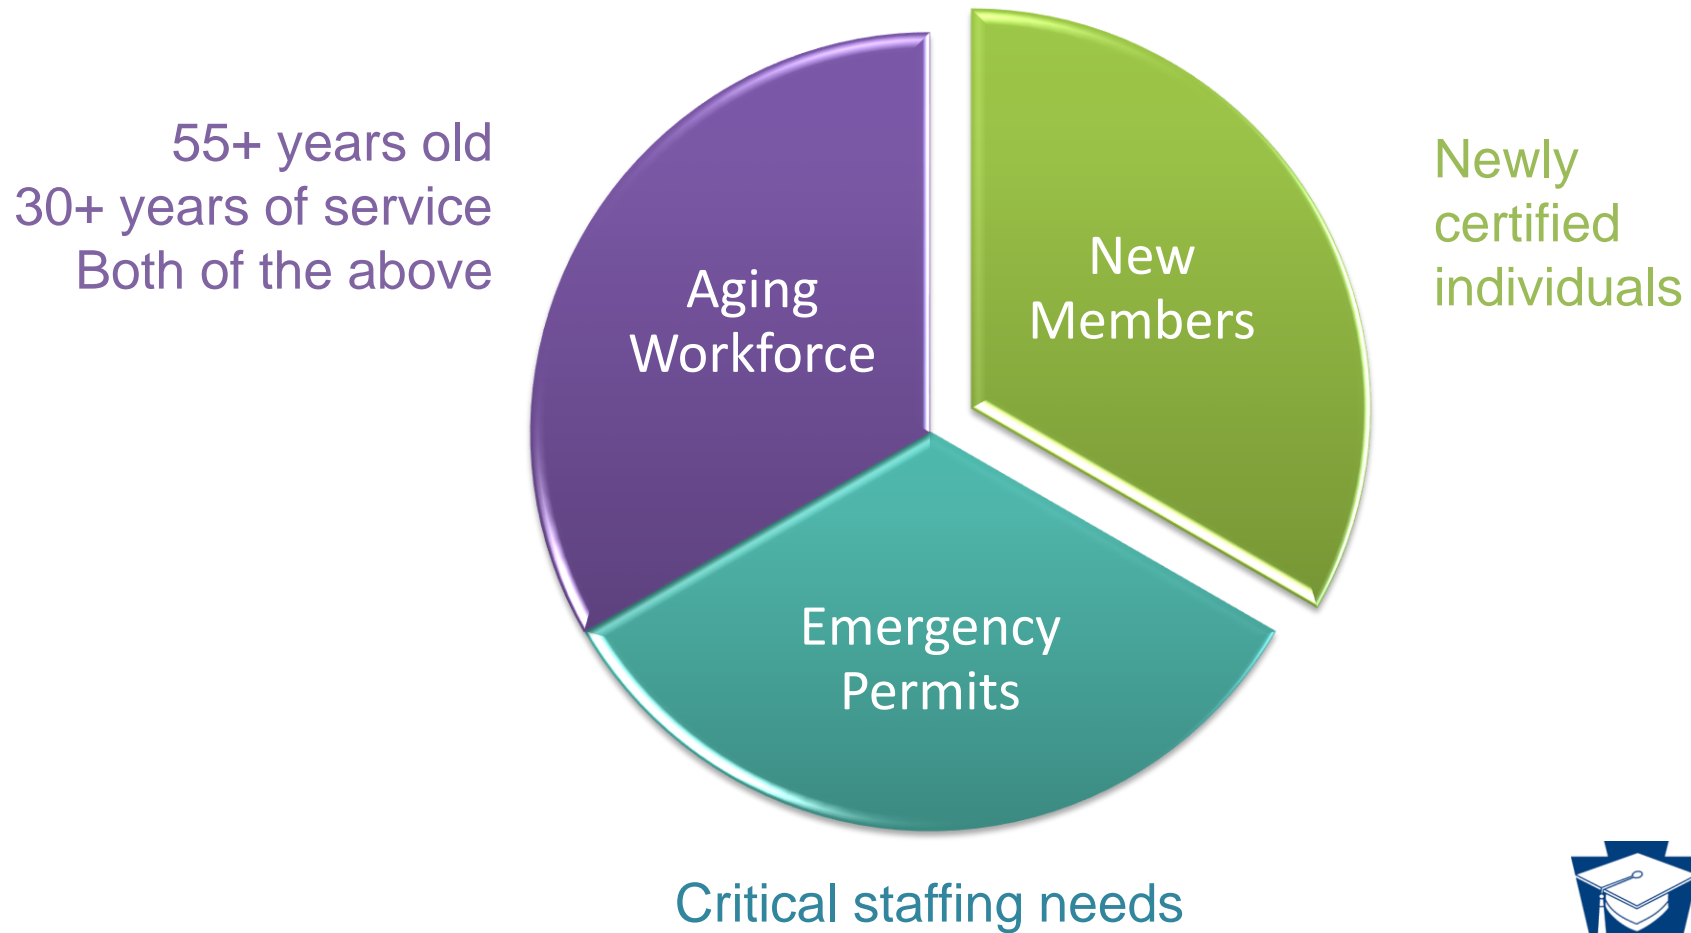 55+ years old
30+ years of service
Both of the above
Aging
Workforce
New
Members
Newly
certified
individuals
Emergency
Permits
Critical staffing needs